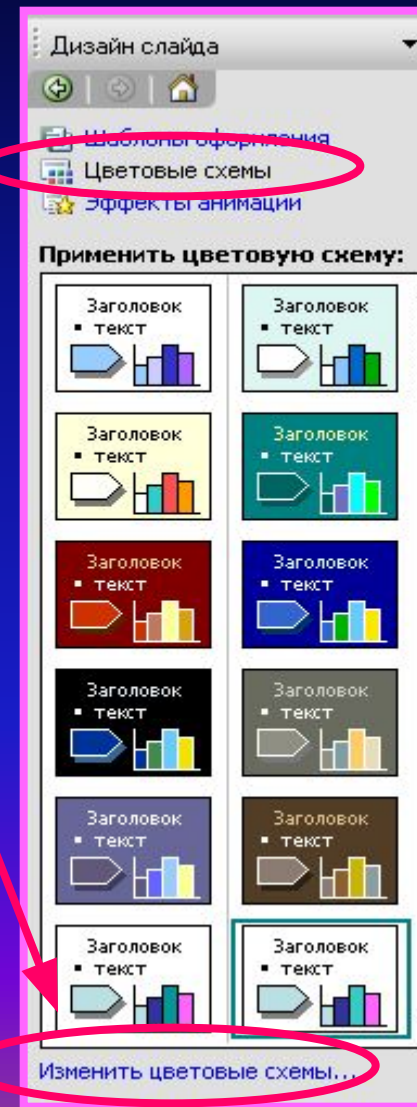 Дизайн слайда
Шаблоны оформления
Цветовые схемы
Эффекты анимации
Применить цветовую схему:
Заголовок
текст
Заголовок
текст
Заголовок
текст
Заголовок
текст
Заголовок
текст
Заголовок
текст
Заголовок
текст
Заголовок
текст
Заголовок
текст
Заголовок
текст
Заголовок
текст
Заголовок
текст
Изменить цветовые схемы...